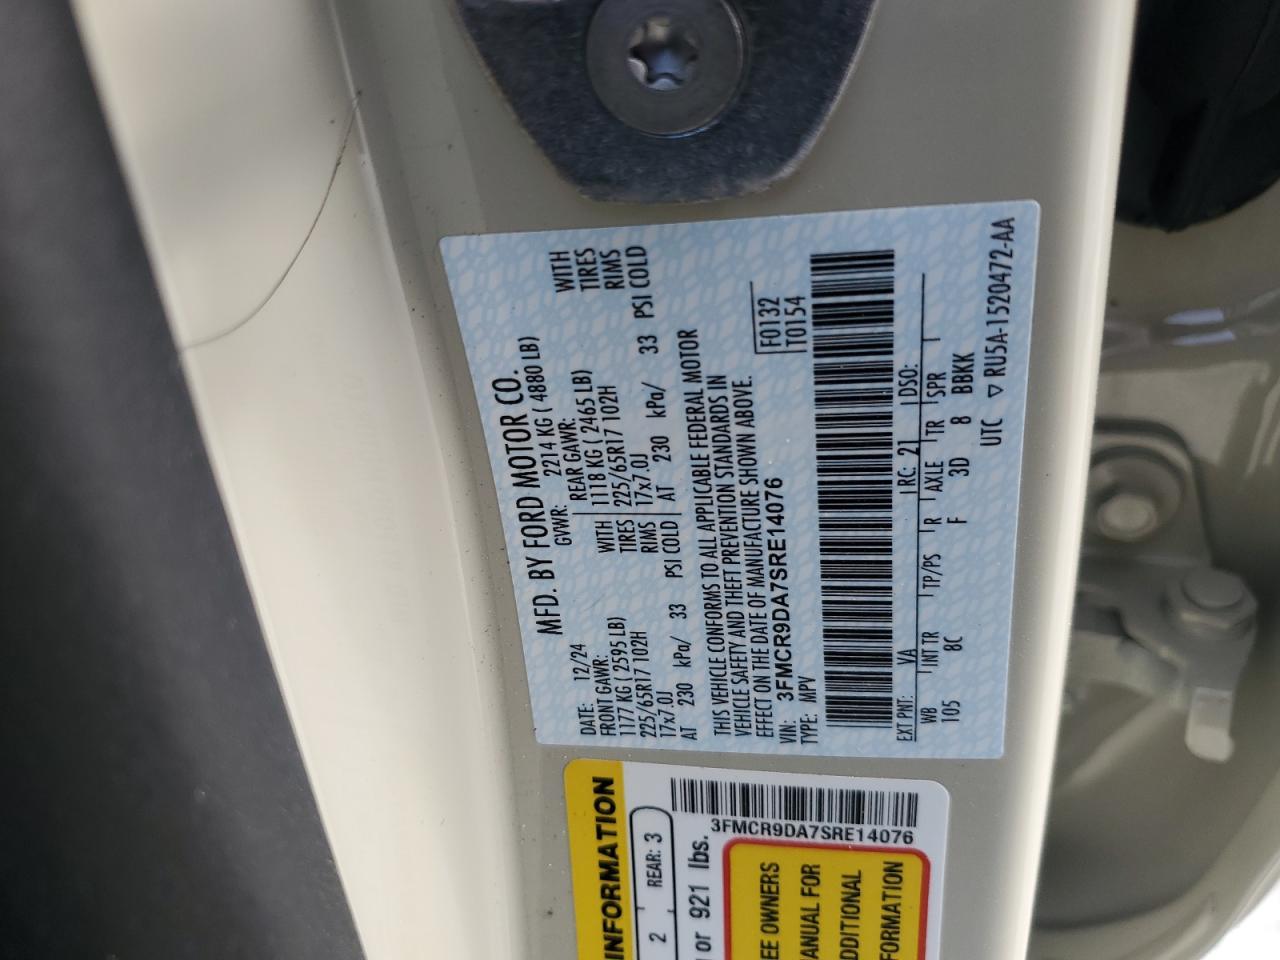 MFD. BY FORD MOTOR CO.
DATE: 12/24 GVWR: 2214 KG ( 4880 LB)
FRONT GAWR: REAR GAWR:
1177 KG ( 2595 LB) WITH 1118 KG ( 2465 LB) WITH
225/65R17 102H TIRES 225/65R17 102H TIRES
17x7.0J RIMS 17x7.0J RIMS
AT 230 kPa/ 33 PSI COLD AT 230 kPa/ 33 PSI COLD
THIS VEHICLE CONFORMS TO ALL APPLICABLE FEDERAL MOTOR
VEHICLE SAFETY AND THEFT PREVENTION STANDARDS IN
EFFECT ON THE DATE OF MANUFACTURE SHOWN ABOVE.
VIN: 3FMCR9DA7SRE14076 F0132
TYPE: MPV T0154
EXT PNT: YA RC: 21 DSO:
WB INT TR TP/PS R AXLE TR SPR
105 8C F 3D 8 BBKK
UTC ▽ RU5A-1520472-AA
INFORMATION
2 REAR: 3
or 921 lbs.
3FMCR9DA7SRE14076
EE OWNERS
ANUAL FOR
DDITIONAL
FORMATION